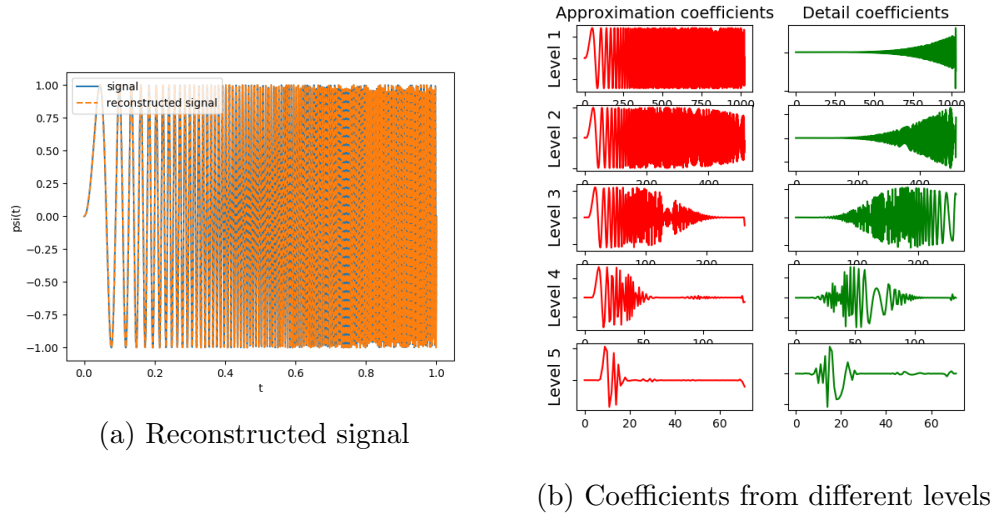 signal
reconstructed signal
1.00
0.75
0.50
0.25
0.00
−0.25
−0.50
−0.75
−1.00
psi(t)
0.0 0.2 0.4 0.6 0.8 1.0
t
(a) Reconstructed signal
Approximation coefficients Detail coefficients
Level 1
0 250 500 750 1000 0 200 400 600 800 1000
Level 2
0 200 400 0 200 400
Level 3
0 100 200 0 100 200
Level 4
0 50 100 0 50 100
Level 5
0 20 40 60 0 20 40 60
(b) Coefficients from different levels